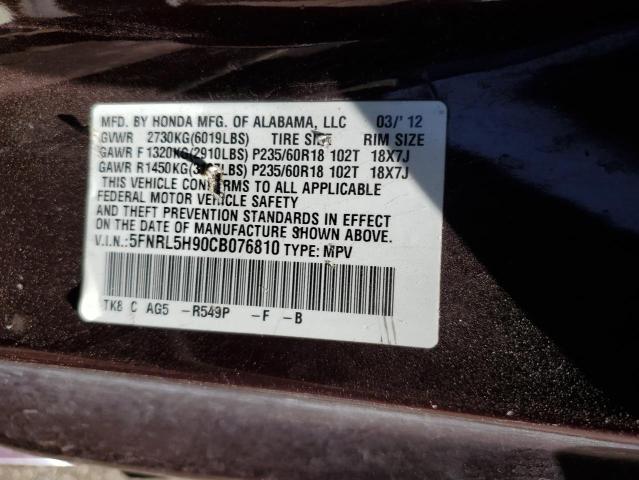 MFD. BY HONDA MFG. OF ALABAMA, LLC 03/'12
GVWR 2730KG(6019LBS) TIRE SIZE RIM SIZE
GAWR F 1320KG(2910LBS) P235/60R18 102T 18X7J
GAWR R1450KG( LBS) P235/60R18 102T 18X7J
THIS VEHICLE CONFORMS TO ALL APPLICABLE
FEDERAL MOTOR VEHICLE SAFETY
AND THEFT PREVENTION STANDARDS IN EFFECT
ON THE DATE OF MANUFACTURE SHOWN ABOVE.
V.I.N.:5FNRL5H90CB076810 TYPE: MPV
TK8 C AG5 -R549P -F -B